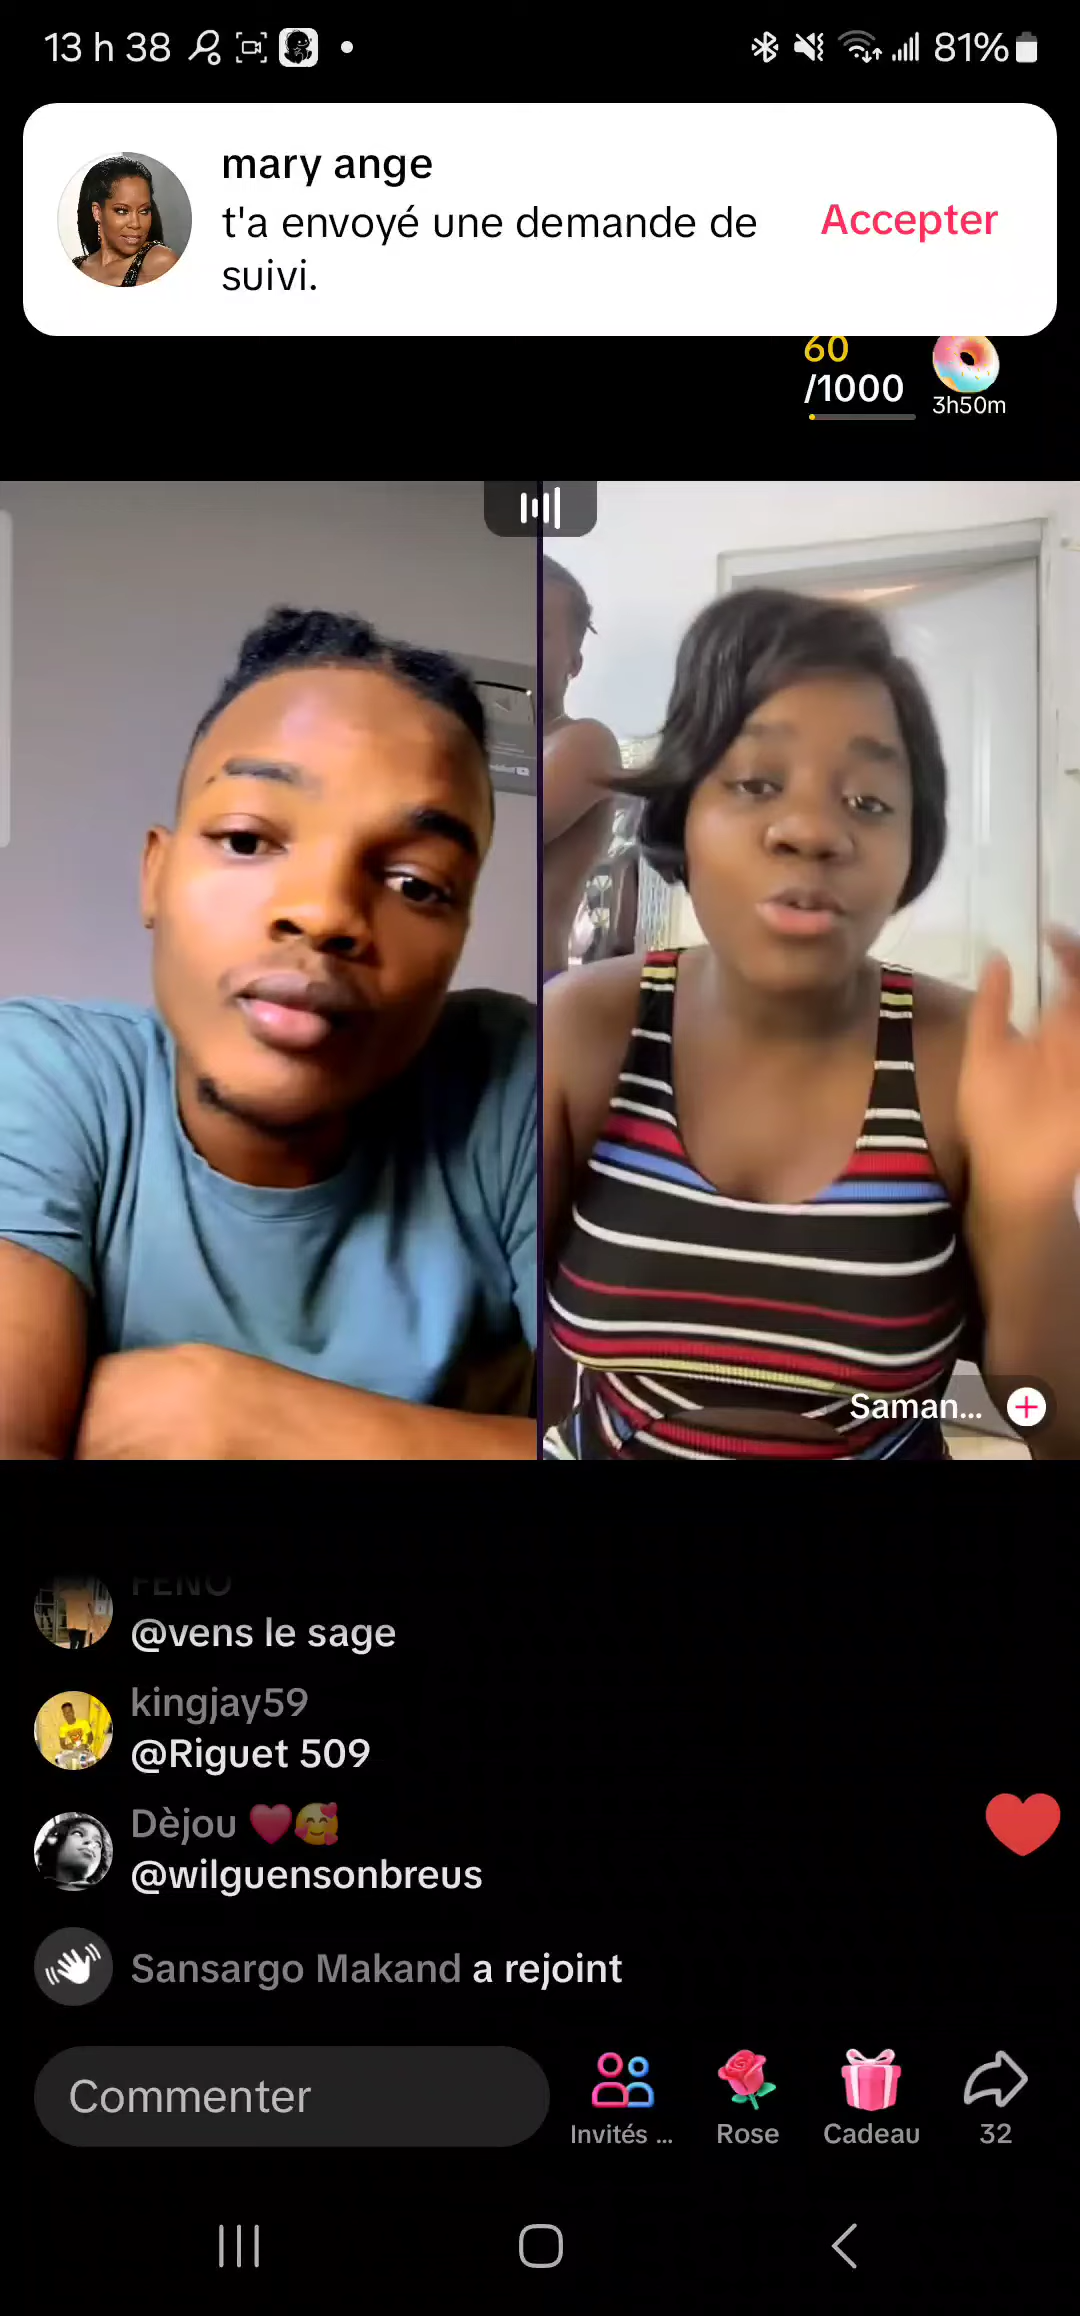 13 h 38
81%
mary ange
t'a envoyé une demande de
suivi.
Accepter
60
/1000
3h50m
Saman...
FENO
@vens le sage
kingjay59
@Riguet 509
Dèjou ❤️🥰
@wilguensonbreus
Sansargo Makand a rejoint
Commenter
Invités ...
Rose
Cadeau
32